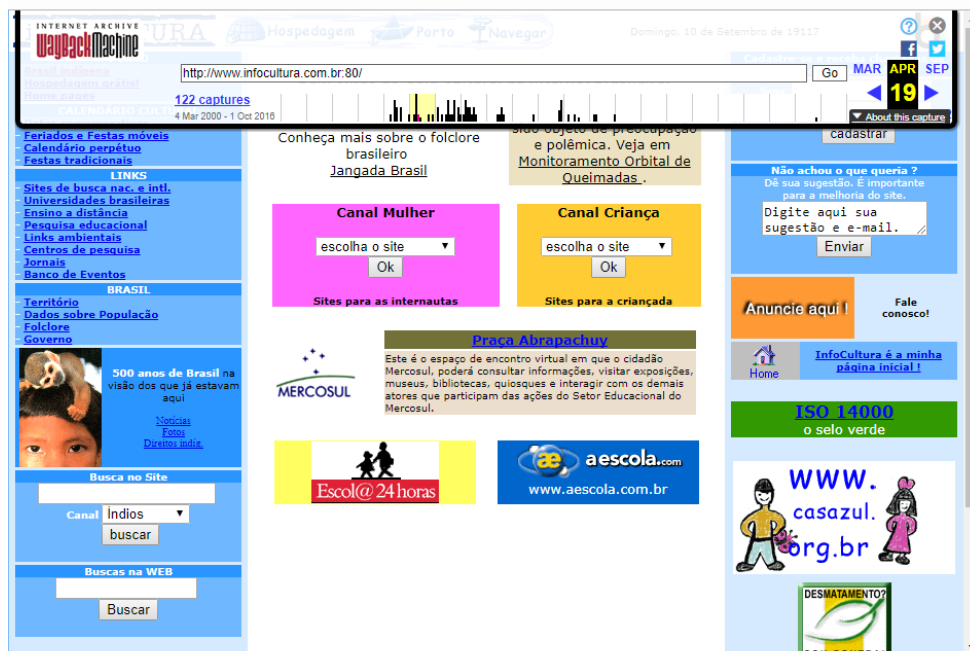 INTERNET ARCHIVE
WayBackMachine
Hospedagem
Porto
Navegar
Domingo, 10 de Setembro de 19117
http://www.infocultura.com.br:80/
Go
MAR APR SEP
122 captures
19
4 Mar 2000 - 1 Oct 2016
About this capture
Brasil indígena
Hospedagem grátis!
Home pages
- Feriados e Festas móveis
- Calendário perpétuo
- Festas tradicionais
LINKS
- Sites de busca nac. e intl.
- Universidades brasileiras
- Ensino a distância
- Pesquisa educacional
- Links ambientais
- Centros de pesquisa
- Jornais
- Banco de Eventos
BRASIL
- Território
- Dados sobre População
- Folclore
- Governo
500 anos de Brasil na
visão dos que já estavam
aqui
Notícias
Fotos
Direitos indíg.
Busca no Site
Canal Índios
buscar
Buscas na WEB
Buscar
Conheça mais sobre o folclore
brasileiro
Jangada Brasil
sido objeto de preocupação
e polêmica. Veja em
Monitoramento Orbital de
Queimadas .
Canal Mulher
escolha o site
Ok
Sites para as internautas
Canal Criança
escolha o site
Ok
Sites para a criançada
MERCOSUL
Praça Abrapachuy
Este é o espaço de encontro virtual em que o cidadão
Mercosul, poderá consultar informações, visitar exposições,
museus, bibliotecas, quiosques e interagir com os demais
atores que participam das ações do Setor Educacional do
Mercosul.
Escol@ 24 horas
ae aescola.com
www.aescola.com.br
cadastrar
Não achou o que queria ?
Dê sua sugestão. É importante
para a melhoria do site.
Digite aqui sua
sugestão e e-mail.
Enviar
Anuncie aqui !
Fale
conosco!
Home
InfoCultura é a minha
página inicial !
ISO 14000
o selo verde
www.
casazul.
org.br
DESMATAMENTO?